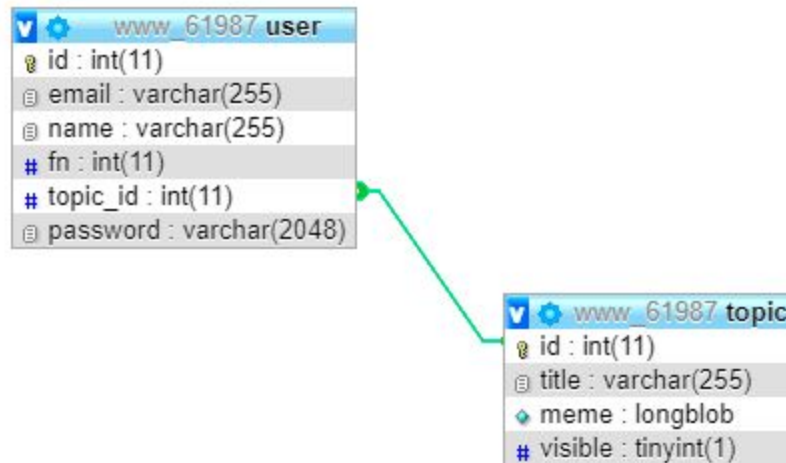 v www_61987 user
id : int(11)
email : varchar(255)
name : varchar(255)
# fn : int(11)
# topic_id : int(11)
password : varchar(2048)
v www_61987 topic
id : int(11)
title : varchar(255)
meme : longblob
# visible : tinyint(1)